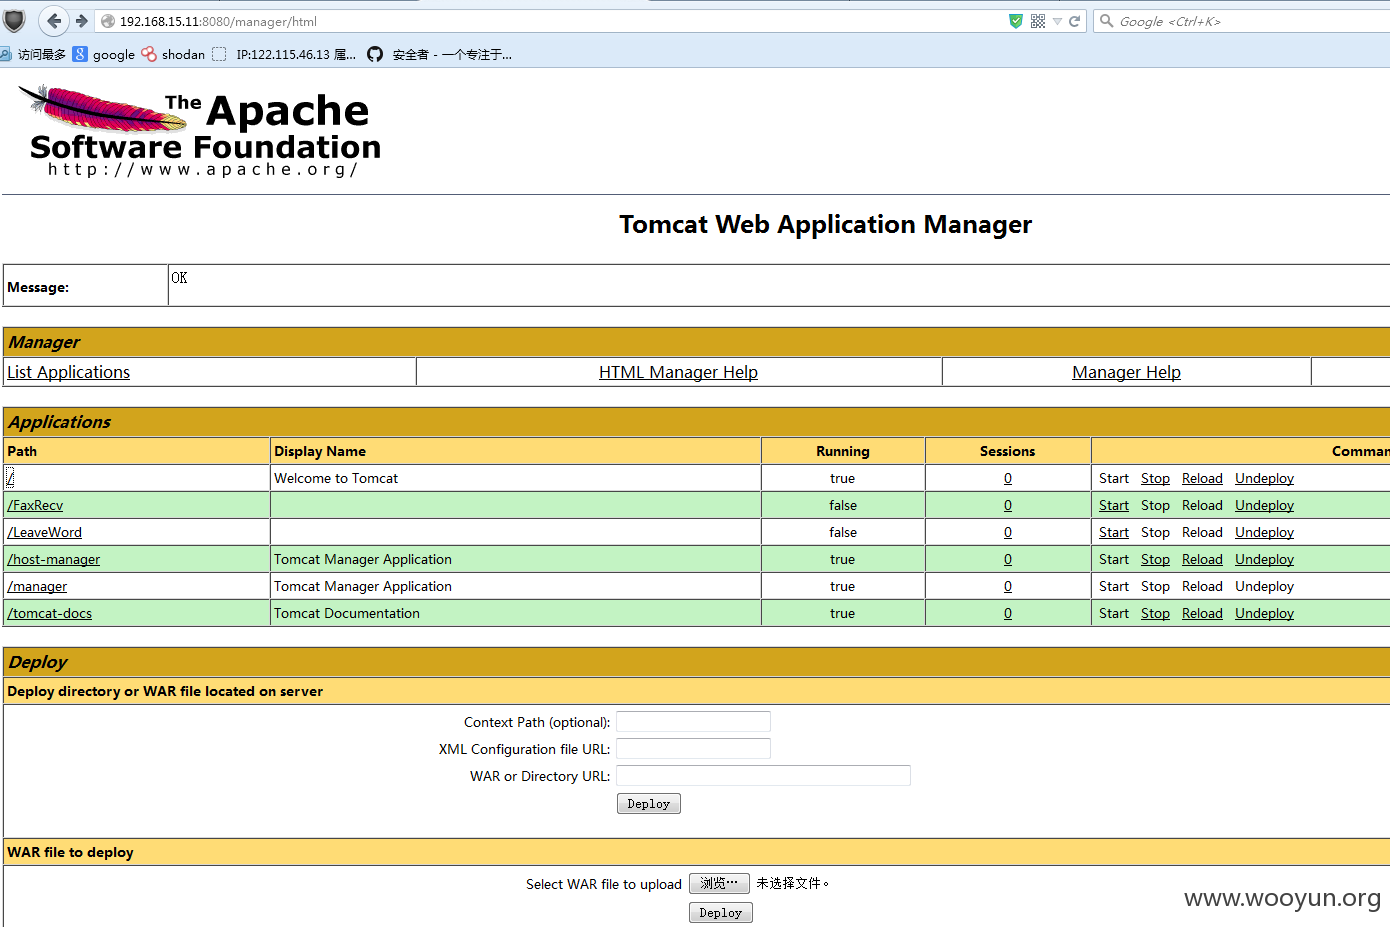 192.168.15.11:8080/manager/html
Google <Ctrl+K>
访问最多 google shodan IP:122.115.46.13 属... 安全者 - 一个专注于...
The Apache
Software Foundation
http://www.apache.org/
Tomcat Web Application Manager
Message: OK
Manager
List Applications HTML Manager Help Manager Help
Applications
Path Display Name Running Sessions
/ Welcome to Tomcat true 0 Start Stop Reload Undeploy
/FaxRecv false 0 Start Stop Reload Undeploy
/LeaveWord false 0 Start Stop Reload Undeploy
/host-manager Tomcat Manager Application true 0 Start Stop Reload Undeploy
/manager Tomcat Manager Application true 0 Start Stop Reload Undeploy
/tomcat-docs Tomcat Documentation true 0 Start Stop Reload Undeploy
Deploy
Deploy directory or WAR file located on server
Context Path (optional):
XML Configuration file URL:
WAR or Directory URL:
Deploy
WAR file to deploy
Select WAR file to upload 浏览… 未选择文件。
Deploy
www.wooyun.org